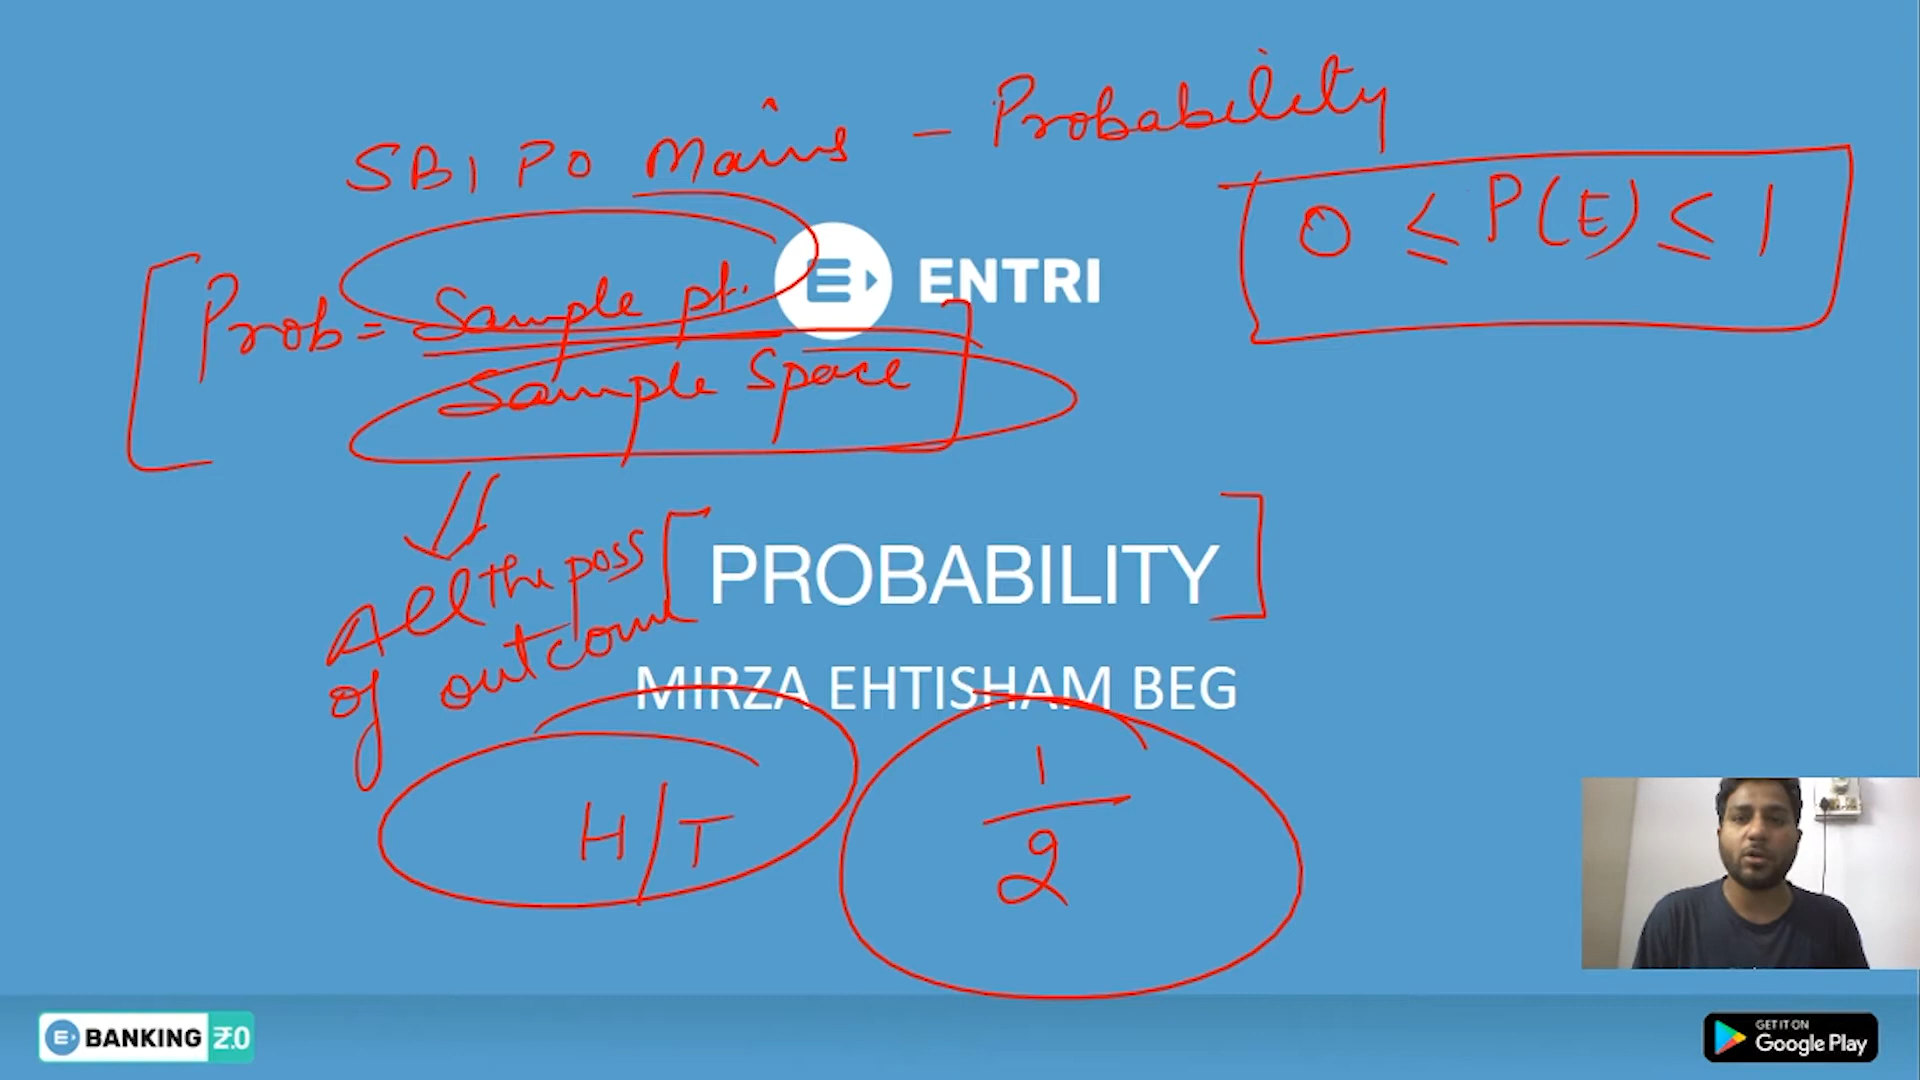 SBI PO Mains - Probability
0 ≤ P(E) ≤ 1
ENTRI
Prob = Sample pt.
Sample Space
All the poss
of outcome
[PROBABILITY]
MIRZA EHTISHAM BEG
H/T
1
2
BANKING 2.0
GET IT ON
Google Play